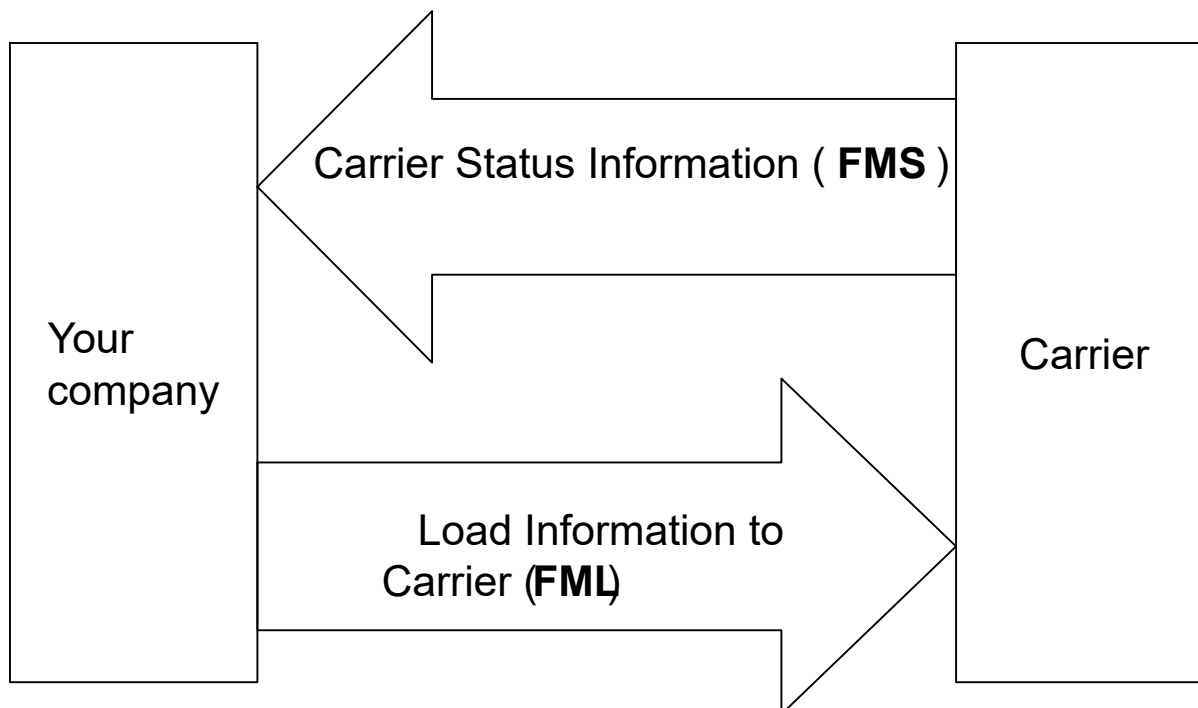 Carrier Status Information ( FMS )
Your
company
Carrier
Load Information to
Carrier (FML)